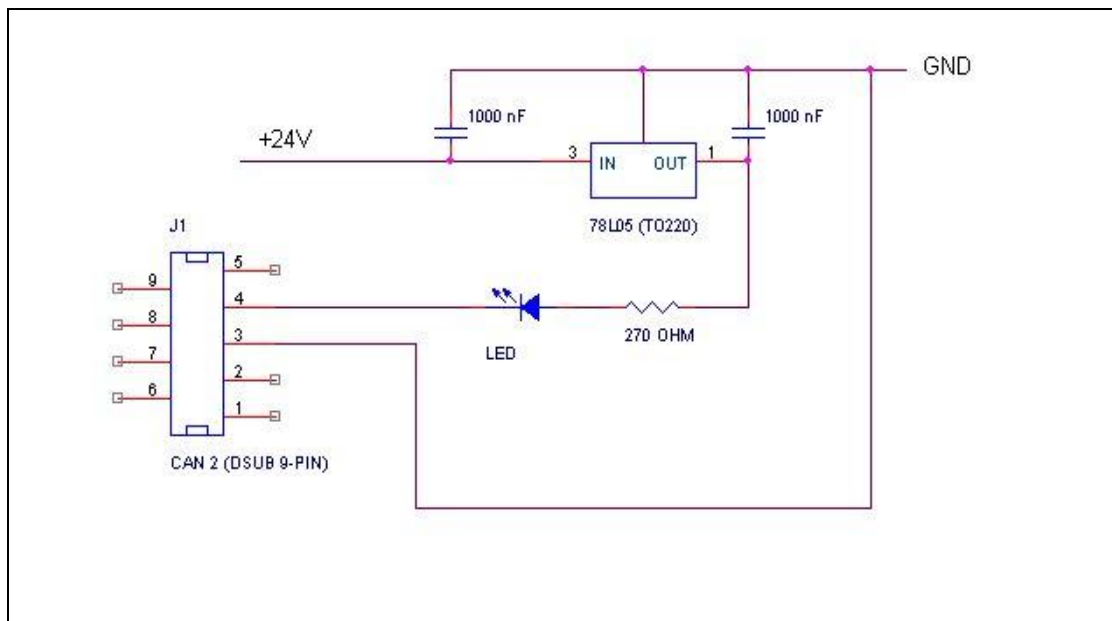 GND
1000 nF
1000 nF
+24V
3
IN
OUT
1
78L05 (TO220)
J1
5
9
4
8
3
7
2
6
1
LED
270 OHM
CAN 2 (DSUB 9-PIN)